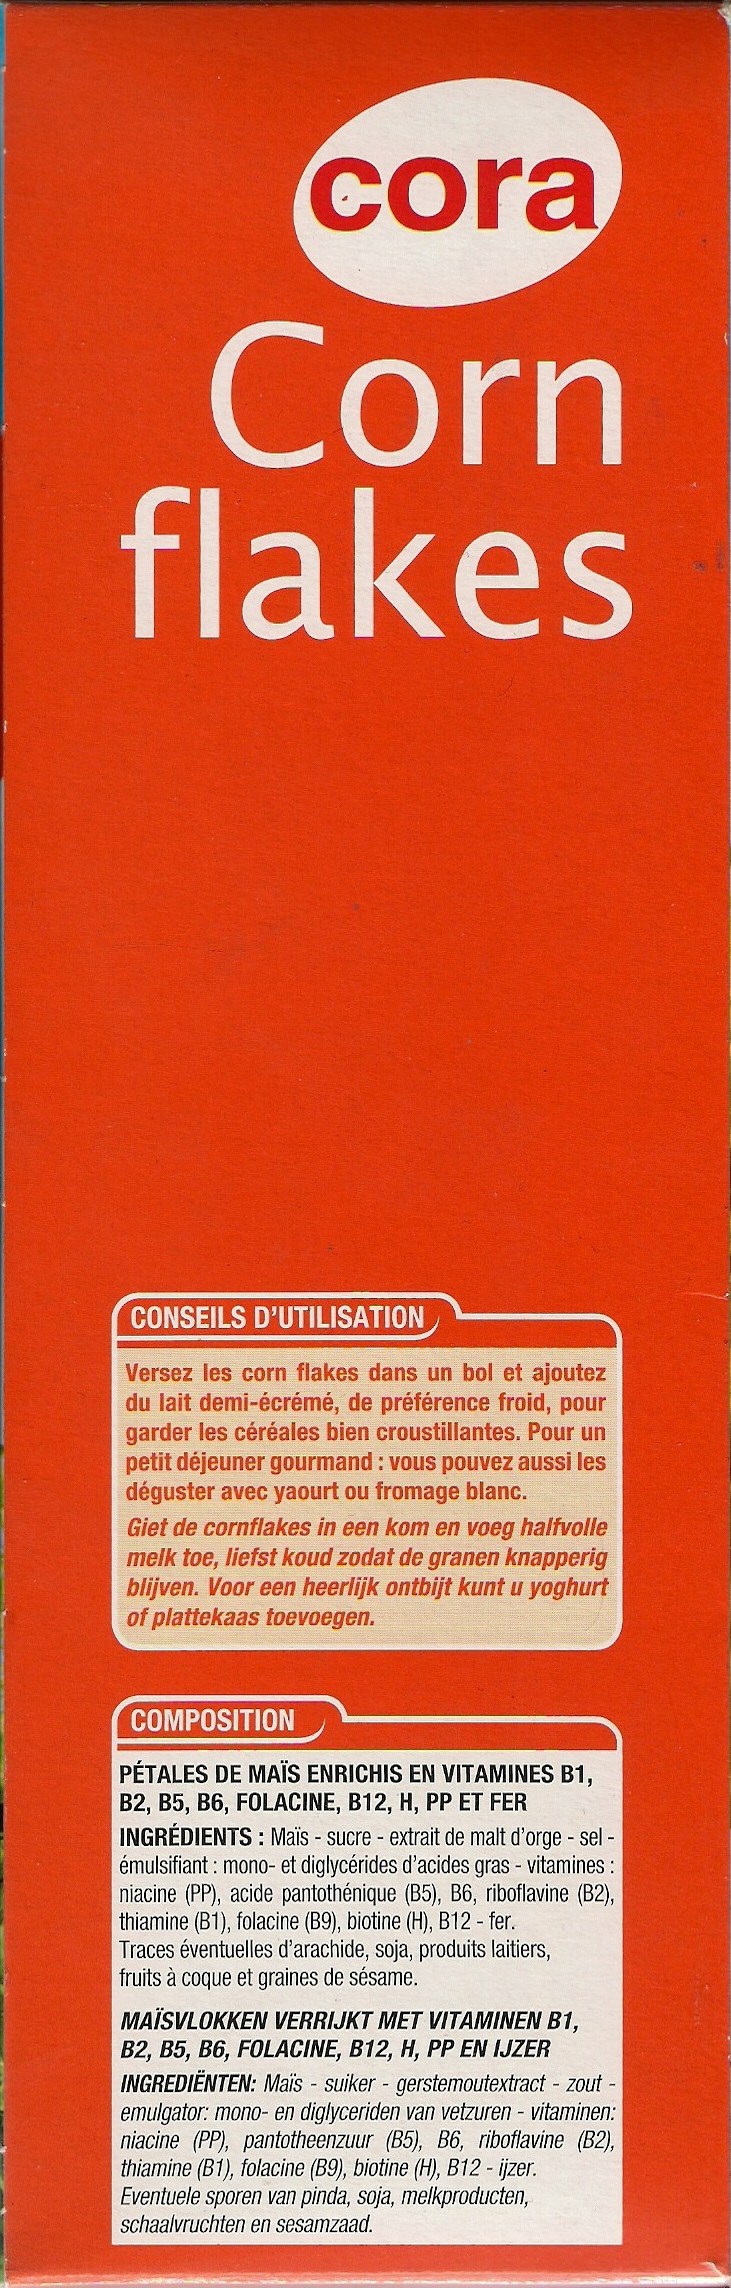 cora
Corn
flakes
CONSEILS D'UTILISATION
Versez les corn flakes dans un bol et ajoutez
du lait demi-écrémé, de préférence froid, pour
garder les céréales bien croustillantes. Pour un
petit déjeuner gourmand : vous pouvez aussi les
déguster avec yaourt ou fromage blanc.
Giet de cornflakes in een kom en voeg halfvolle
melk toe, liefst koud zodat de granen knapperig
blijven. Voor een heerlijk ontbijt kunt u yoghurt
of plattekaas toevoegen.
COMPOSITION
PÉTALES DE MAÏS ENRICHIS EN VITAMINES B1,
B2, B5, B6, FOLACINE, B12, H, PP ET FER
INGRÉDIENTS : Maïs - sucre - extrait de malt d'orge - sel -
émulsifiant : mono- et diglycérides d'acides gras - vitamines :
niacine (PP), acide pantothénique (B5), B6, riboflavine (B2),
thiamine (B1), folacine (B9), biotine (H), B12 - fer.
Traces éventuelles d'arachide, soja, produits laitiers,
fruits à coque et graines de sésame.
MAÏSVLOKKEN VERRIJKT MET VITAMINEN B1,
B2, B5, B6, FOLACINE, B12, H, PP EN IJZER
INGREDIËNTEN: Maïs - suiker - gerstemoutextract - zout -
emulgator: mono- en diglyceriden van vetzuren - vitaminen:
niacine (PP), pantotheenzuur (B5), B6, riboflavine (B2),
thiamine (B1), folacine (B9), biotine (H), B12 - ijzer.
Eventuele sporen van pinda, soja, melkproducten,
schaalvruchten en sesamzaad.